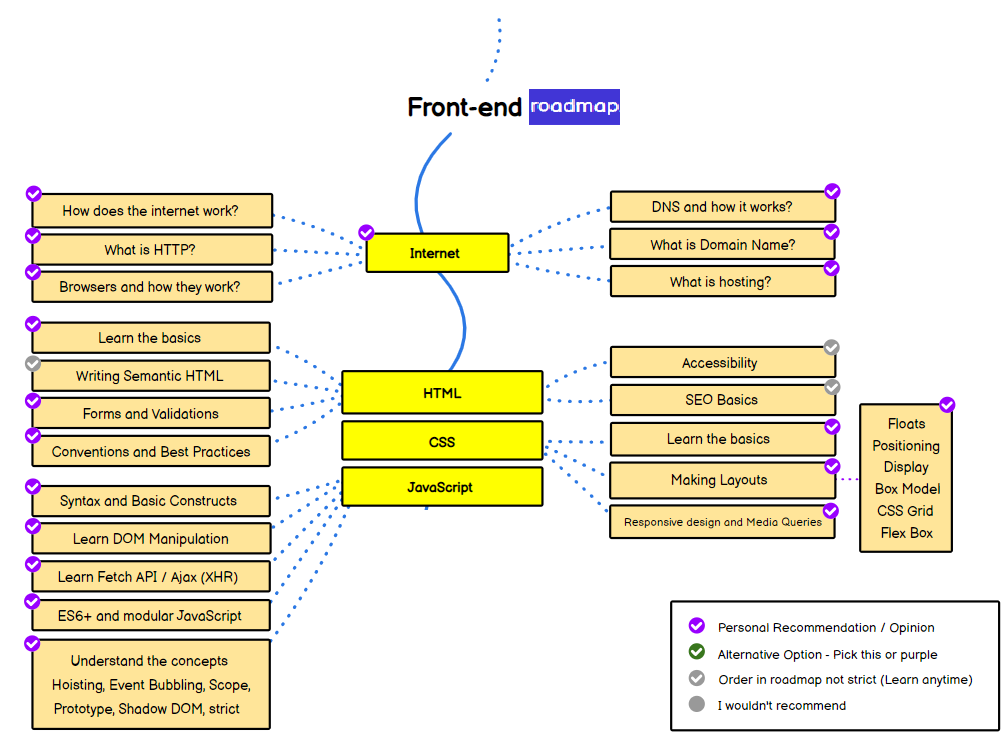 Front-end roadmap
How does the internet work?
What is HTTP?
Browsers and how they work?
Internet
DNS and how it works?
What is Domain Name?
What is hosting?
Learn the basics
Writing Semantic HTML
Forms and Validations
Conventions and Best Practices
HTML
CSS
JavaScript
Accessibility
SEO Basics
Learn the basics
Making Layouts
Responsive design and Media Queries
Floats
Positioning
Display
Box Model
CSS Grid
Flex Box
Syntax and Basic Constructs
Learn DOM Manipulation
Learn Fetch API / Ajax (XHR)
ES6+ and modular JavaScript
Understand the concepts
Hoisting, Event Bubbling, Scope,
Prototype, Shadow DOM, strict
Personal Recommendation / Opinion
Alternative Option - Pick this or purple
Order in roadmap not strict (Learn anytime)
I wouldn't recommend